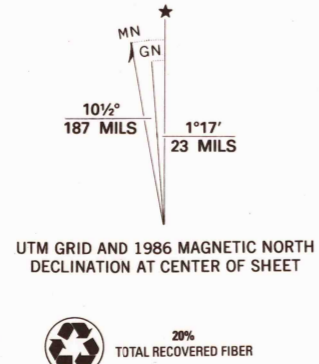 ★
MN
GN
10½°
187 MILS
1°17′
23 MILS
UTM GRID AND 1986 MAGNETIC NORTH
DECLINATION AT CENTER OF SHEET
20%
TOTAL RECOVERED FIBER